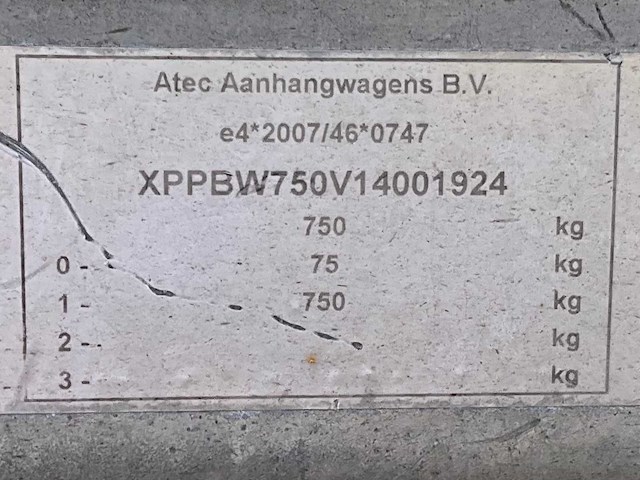 Atec Aanhangwagens B.V.
e4*2007/46*0747
XPPBW750V14001924
750 kg
0 - 75 kg
1 - 750 kg
2 - kg
3 - kg